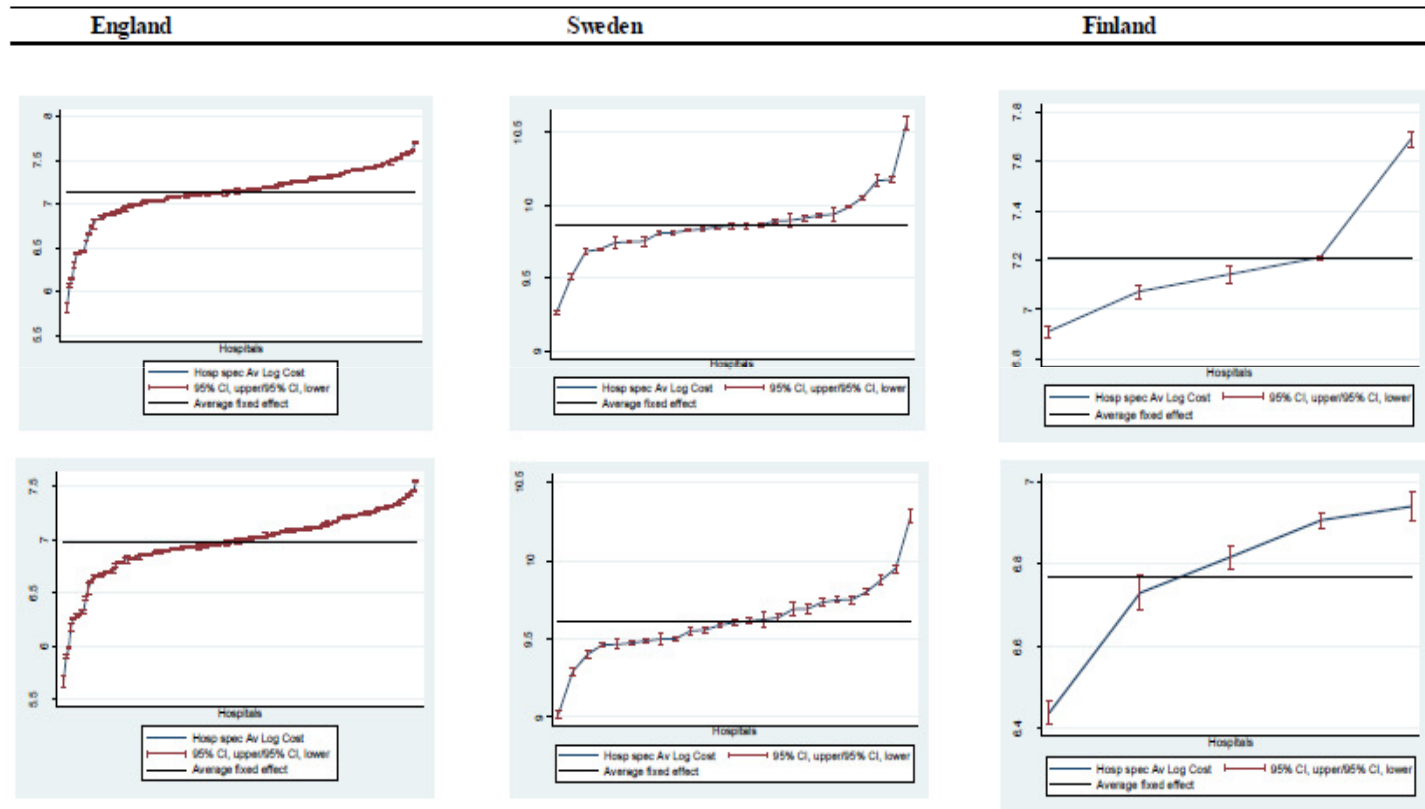 England Sweden Finland
8
7.5
7
6.5
6
5.5
Hospitals
Hosp spec Av Log Cost
95% CI, upper/95% CI, lower
Average fixed effect
10.5
10
9.5
9
Hospitals
Hosp spec Av Log Cost 95% CI, upper/95% CI, lower
Average fixed effect
7.8
7.6
7.4
7.2
7
6.8
Hospitals
Hosp spec Av Log Cost 95% CI, upper/95% CI, lower
Average fixed effect
7.5
7
6.5
6
5.5
Hospitals
Hosp spec Av Log Cost
95% CI, upper/95% CI, lower
Average fixed effect
10.5
10
9.5
9
Hospitals
Hosp spec Av Log Cost 95% CI, upper/95% CI, lower
Average fixed effect
7
6.8
6.6
6.4
Hospitals
Hosp spec Av Log Cost 95% CI, upper/95% CI, lower
Average fixed effect